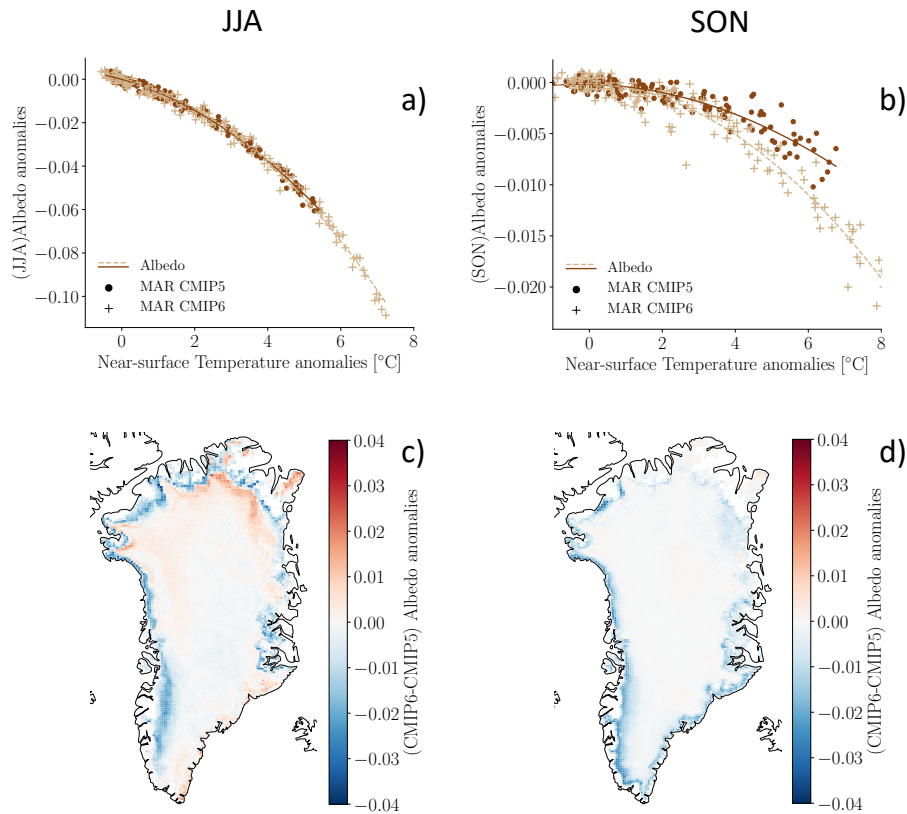 JJA
SON
a)
0.00
−0.02
−0.04
−0.06
−0.08
−0.10
(JJA)Albedo anomalies
Albedo
MAR CMIP5
MAR CMIP6
0
2
4
6
8
Near-surface Temperature anomalies [°C]
b)
0.000
−0.005
−0.010
−0.015
−0.020
(SON)Albedo anomalies
Albedo
MAR CMIP5
MAR CMIP6
0
2
4
6
8
Near-surface Temperature anomalies [°C]
c)
0.04
0.03
0.02
0.01
0.00
−0.01
−0.02
−0.03
−0.04
(CMIP6-CMIP5) Albedo anomalies
d)
0.04
0.03
0.02
0.01
0.00
−0.01
−0.02
−0.03
−0.04
(CMIP6-CMIP5) Albedo anomalies